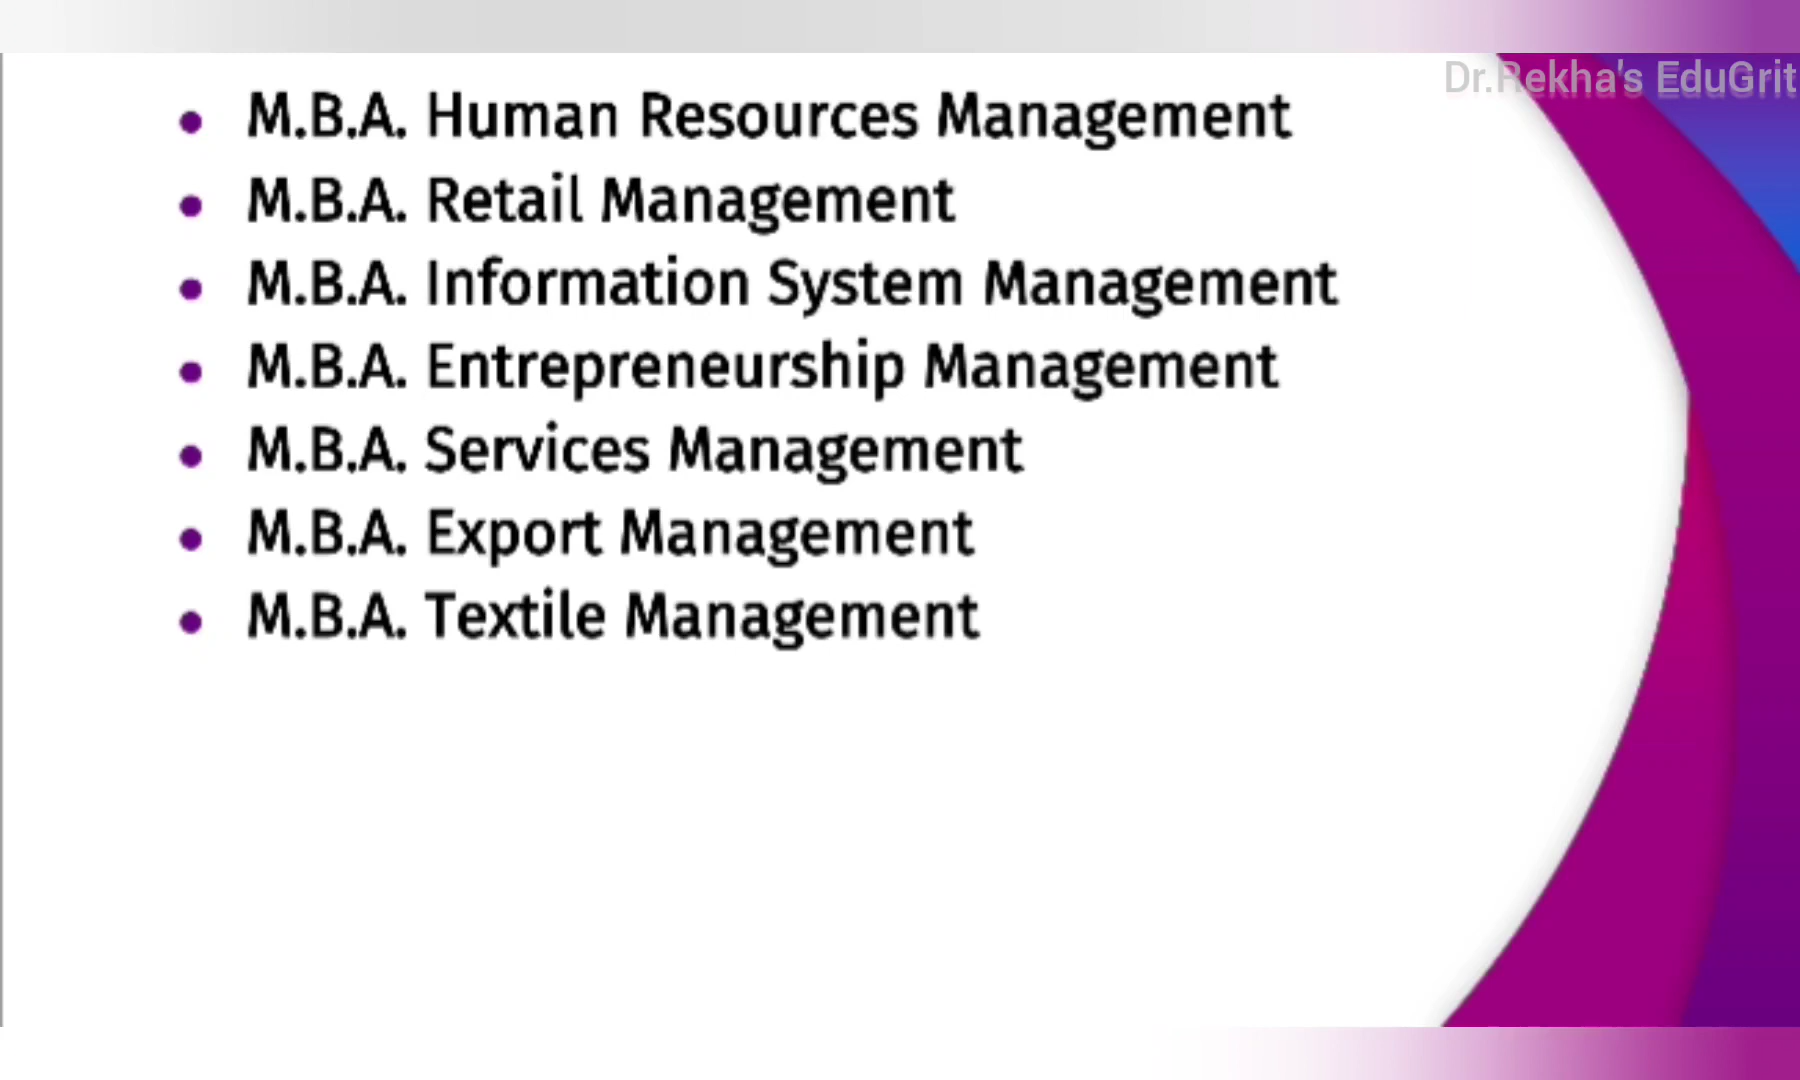 Dr.Rekha's EduGrit
• M.B.A. Human Resources Management
• M.B.A. Retail Management
• M.B.A. Information System Management
• M.B.A. Entrepreneurship Management
• M.B.A. Services Management
• M.B.A. Export Management
• M.B.A. Textile Management